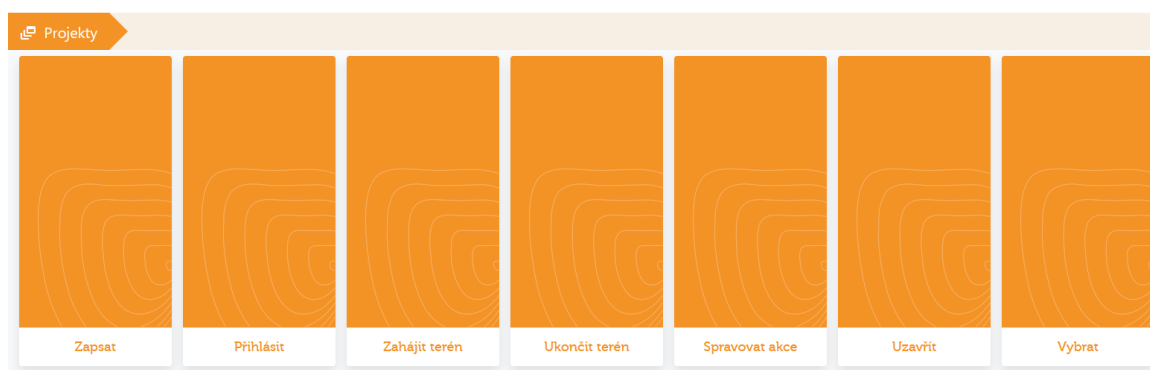 Projekty
Zapsat
Přihlásit
Zahájit terén
Ukončit terén
Spravovat akce
Uzavřít
Vybrat